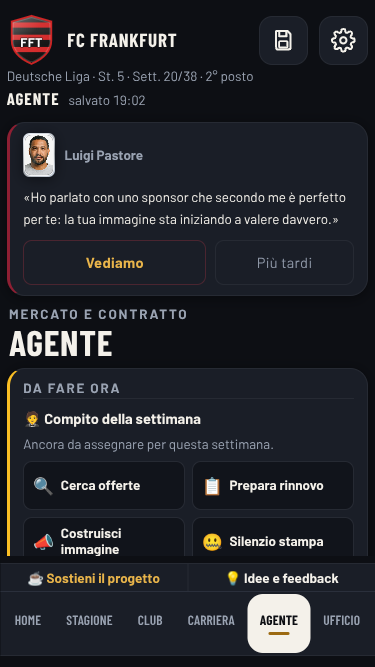 FFT
FC FRANKFURT
Deutsche Liga · St. 5 · Sett. 20/38 · 2° posto
AGENTE salvato 19:02
Luigi Pastore
«Ho parlato con uno sponsor che secondo me è perfetto
per te: la tua immagine sta iniziando a valere davvero.»
Vediamo
Più tardi
MERCATO E CONTRATTO
AGENTE
DA FARE ORA
Compito della settimana
Ancora da assegnare per questa settimana.
Cerca offerte
Prepara rinnovo
Costruisci
immagine
Silenzio stampa
Sostieni il progetto
Idee e feedback
HOME
STAGIONE
CLUB
CARRIERA
AGENTE
UFFICIO